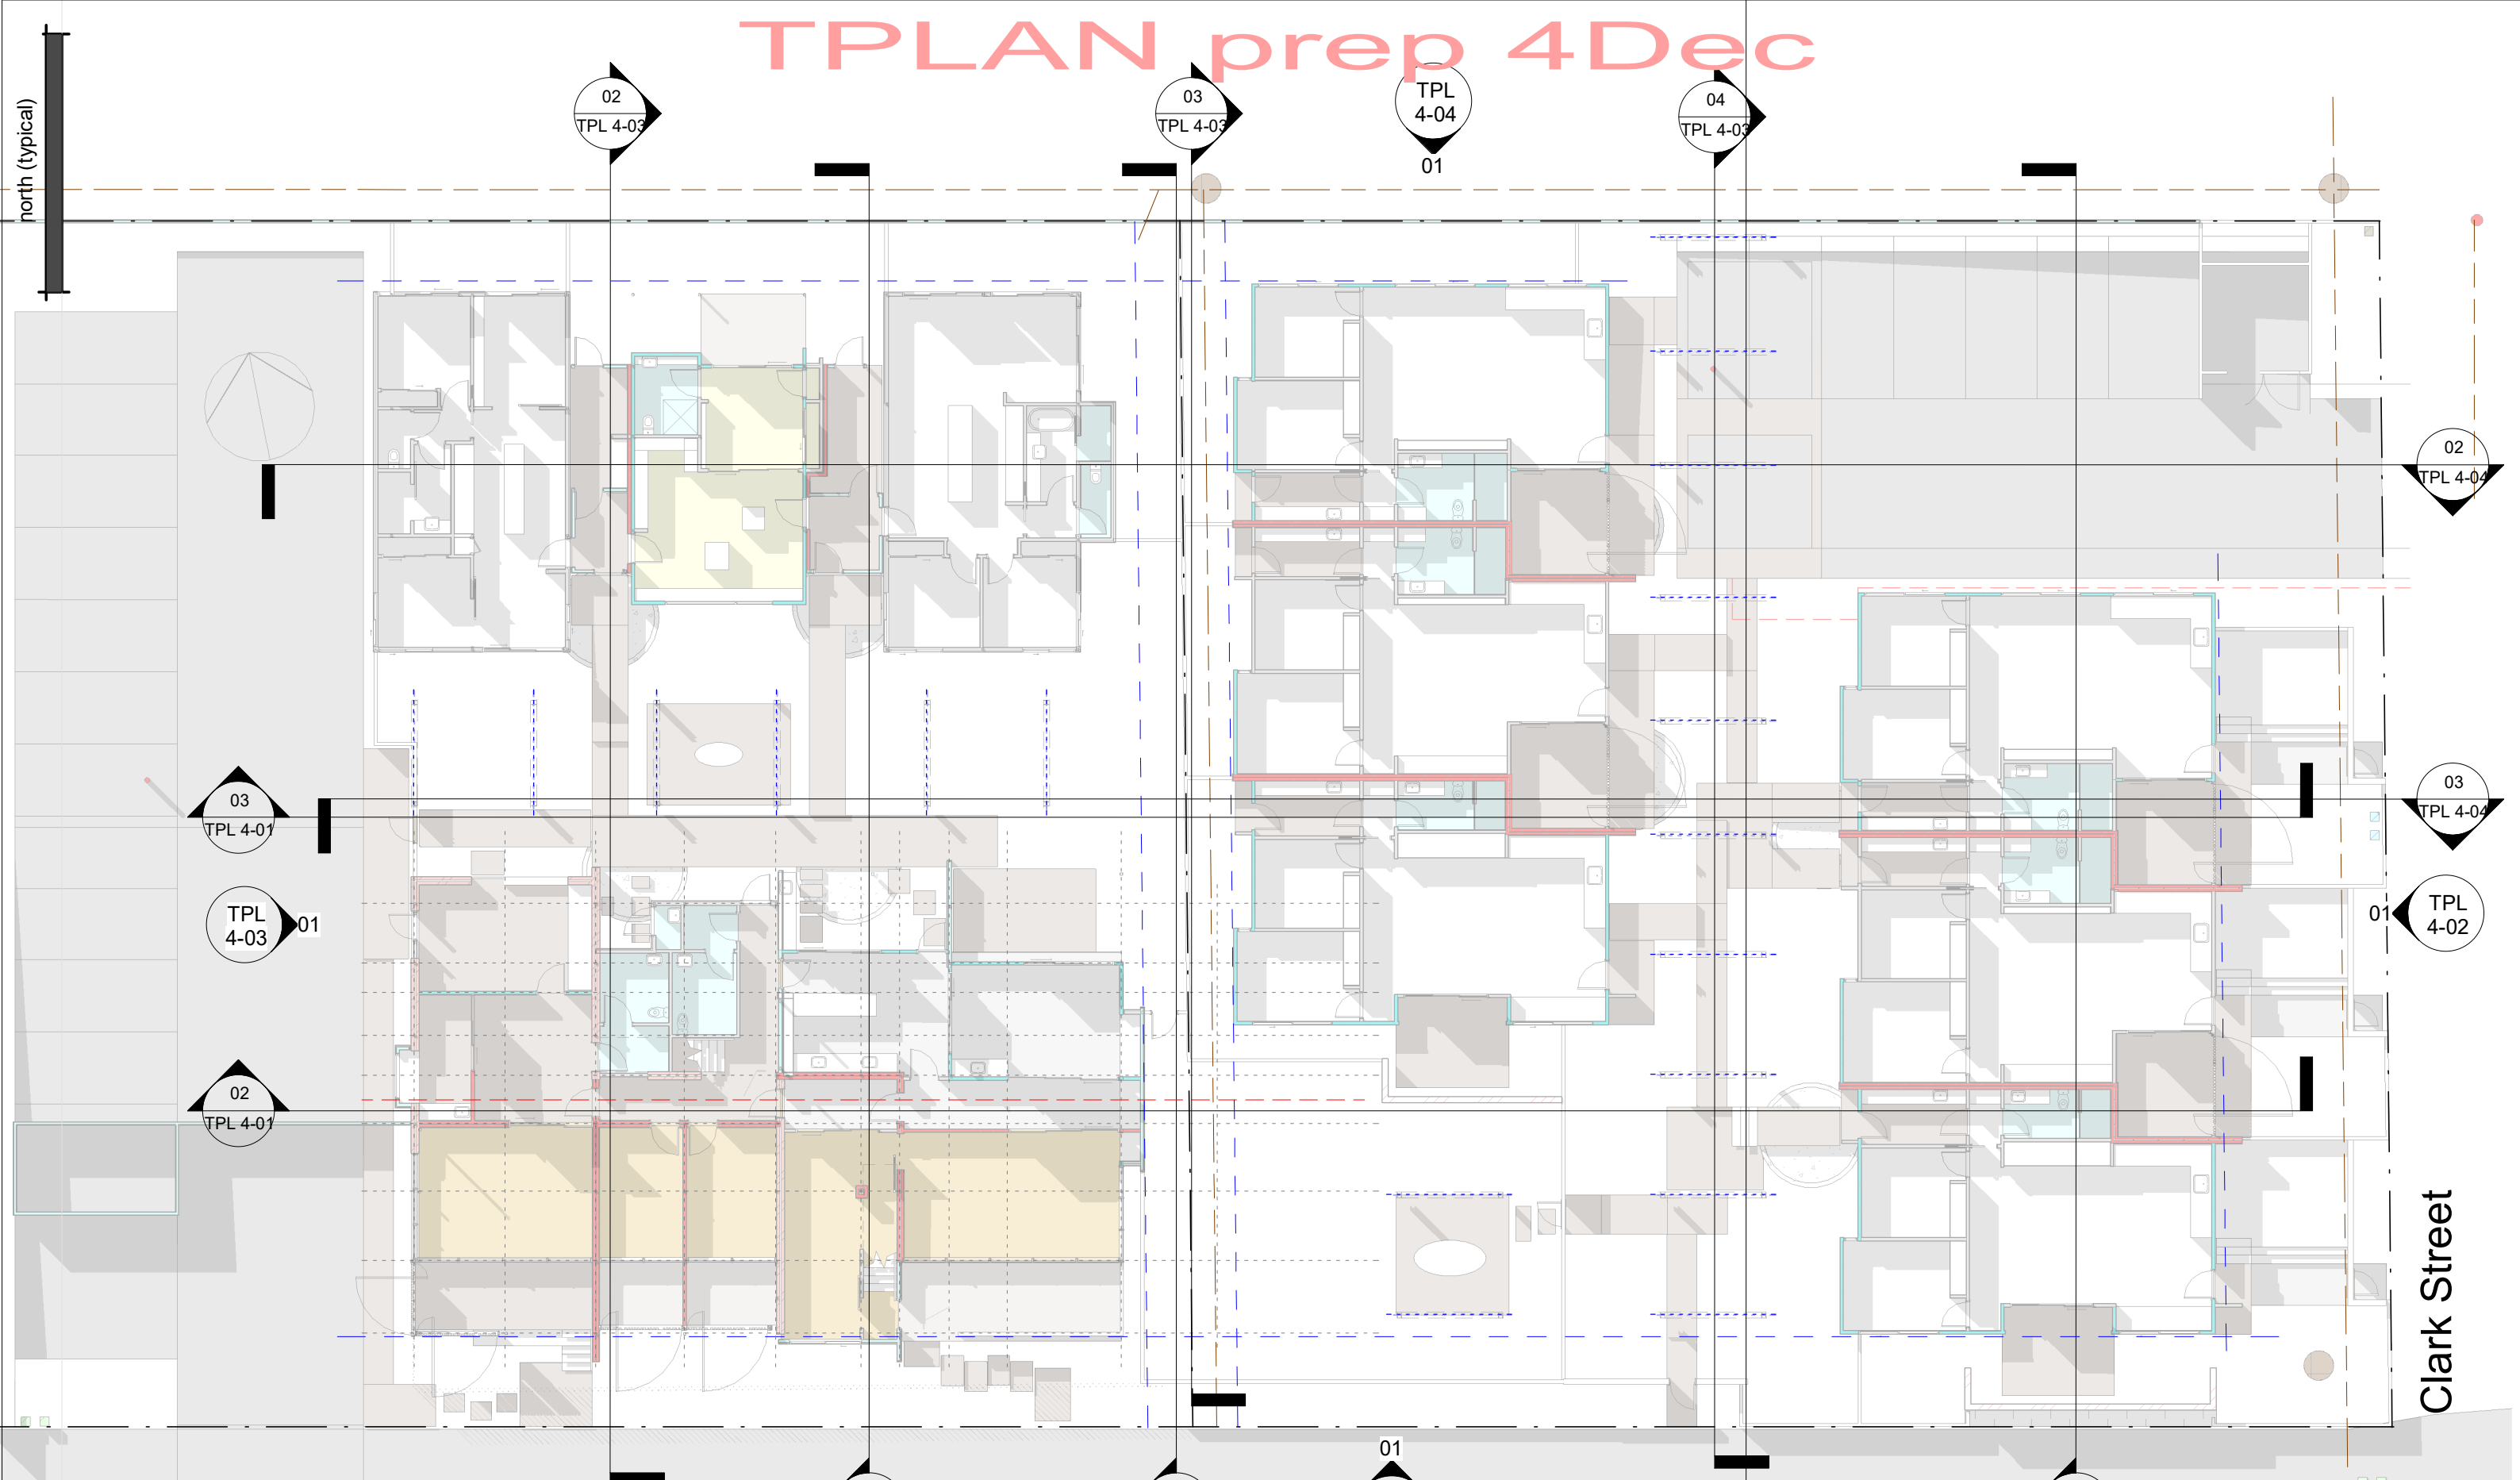 TPLAN prep 4Dec
north (typical)
02
TPL 4-03
03
TPL 4-03
TPL
4-04
01
04
TPL 4-03
02
TPL 4-04
03
TPL 4-01
03
TPL 4-04
TPL
4-03
01
01
TPL
4-02
02
TPL 4-01
Clark Street
01